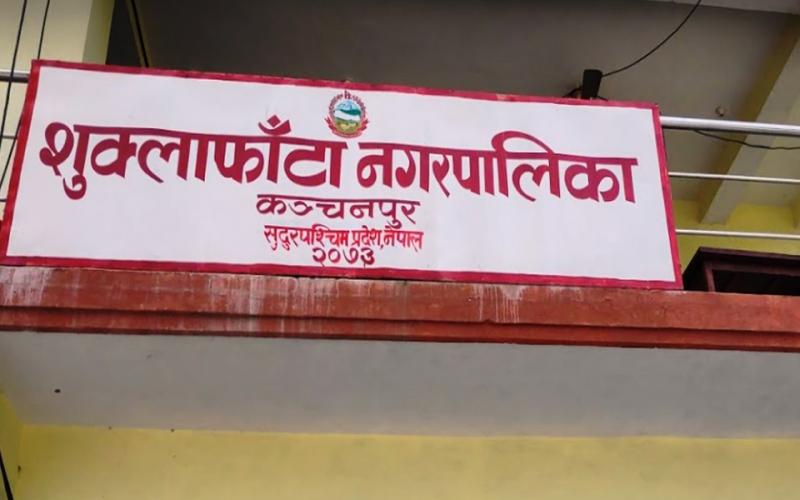 शुक्लाफाँटा नगरपालिका
कञ्चनपुर
सुदुरपश्चिम प्रदेश, नेपाल
२०७३